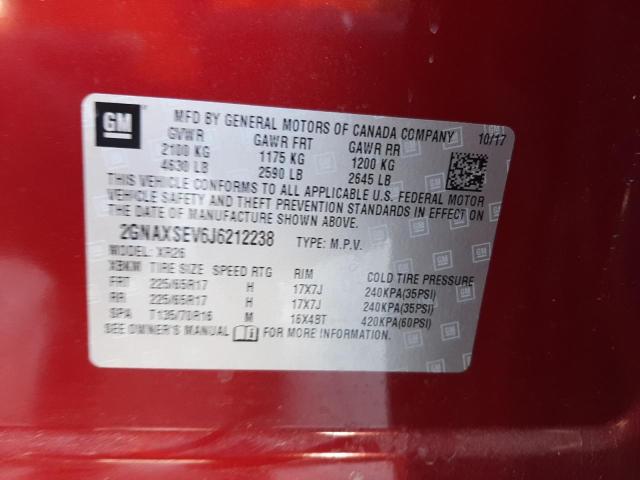 GM
MFD BY GENERAL MOTORS OF CANADA COMPANY
GVWR GAWR FRT GAWR RR 10/17
2100 KG 1175 KG 1200 KG
4630 LB 2590 LB 2645 LB
THIS VEHICLE CONFORMS TO ALL APPLICABLE U.S. FEDERAL MOTOR
VEHICLE SAFETY AND THEFT PREVENTION STANDARDS IN EFFECT ON
THE DATE OF MANUFACTURE SHOWN ABOVE.
2GNAXSEV6J6212238 TYPE: M.P.V.
MODEL: XR26
TIRE SIZE SPEED RTG RIM COLD TIRE PRESSURE
FRT 225/65R17 H 17X7J 240KPA(35PSI)
RR 225/65R17 H 17X7J 240KPA(35PSI)
SPA T135/70R16 M 16X4BT 420KPA(60PSI)
SEE OWNER'S MANUAL FOR MORE INFORMATION.